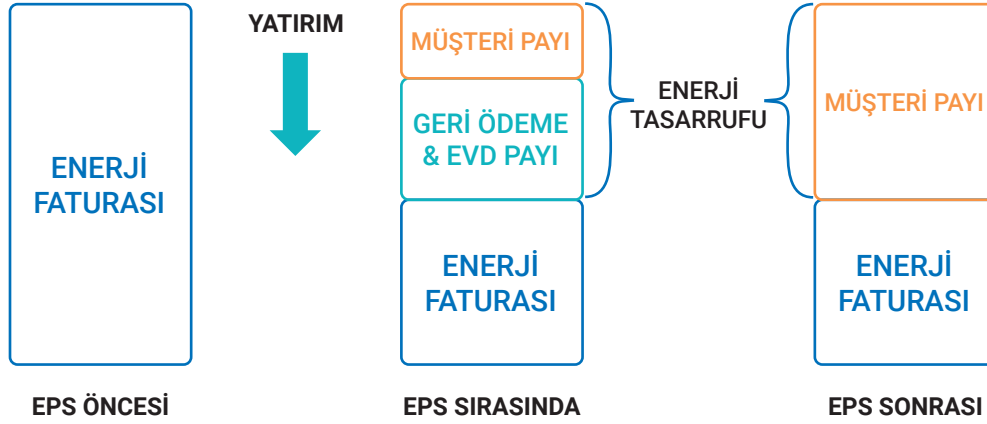 YATIRIM
ENERJİ
FATURASI
EPS ÖNCESİ
MÜŞTERİ PAYI
GERİ ÖDEME
& EVD PAYI
ENERJİ
FATURASI
EPS SIRASINDA
ENERJİ
TASARRUFU
MÜŞTERİ PAYI
ENERJİ
FATURASI
EPS SONRASI